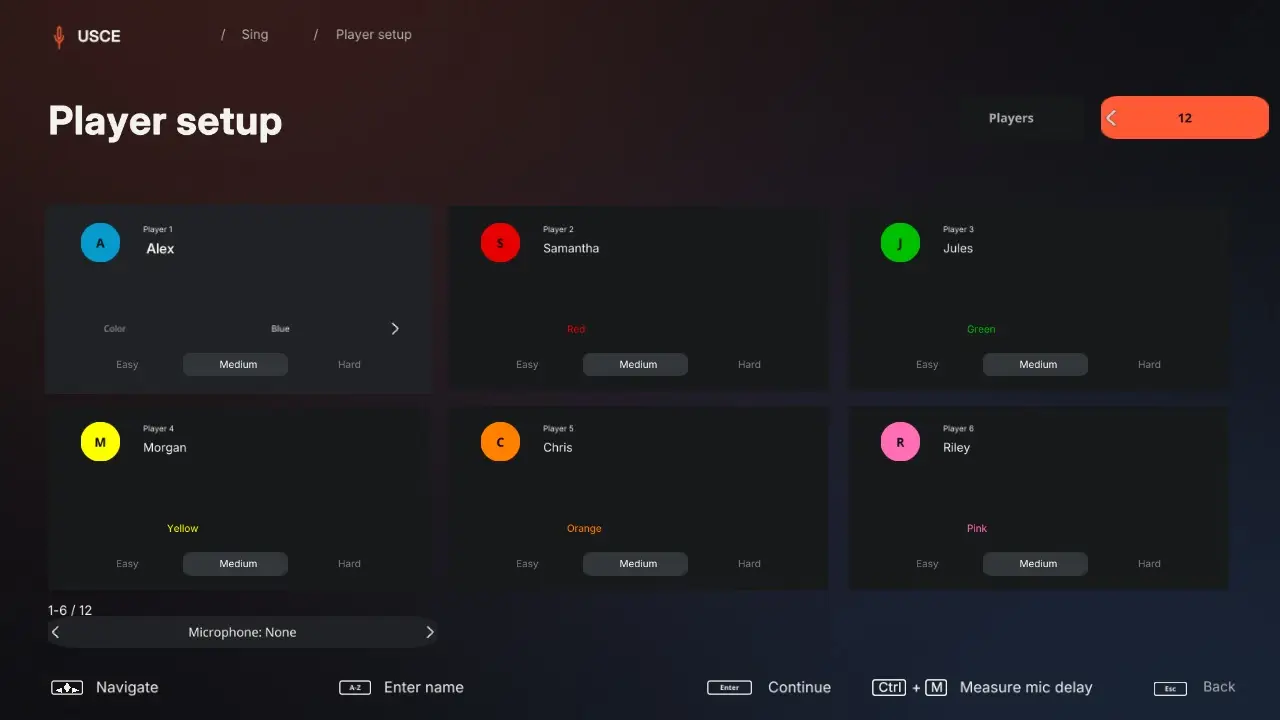 USCE / Sing / Player setup
Player setup
Players 12
A Player 1 Alex
Color Blue
Easy Medium Hard
S Player 2 Samantha
Red
Easy Medium Hard
J Player 3 Jules
Green
Easy Medium Hard
M Player 4 Morgan
Yellow
Easy Medium Hard
C Player 5 Chris
Orange
Easy Medium Hard
R Player 6 Riley
Pink
Easy Medium Hard
1-6 / 12
Microphone: None
Navigate A-Z Enter name Enter Continue Ctrl + M Measure mic delay Esc Back